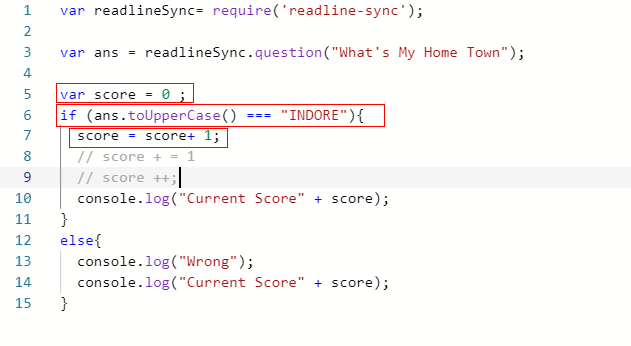 1 var readlineSync= require('readline-sync');
2
3 var ans = readlineSync.question("What's My Home Town");
4
5 var score = 0 ;
6 if (ans.toUpperCase() === "INDORE"){
7 score = score+ 1;
8 // score + = 1
9 // score ++;
10 console.log("Current Score" + score);
11 }
12 else{
13 console.log("Wrong");
14 console.log("Current Score" + score);
15 }